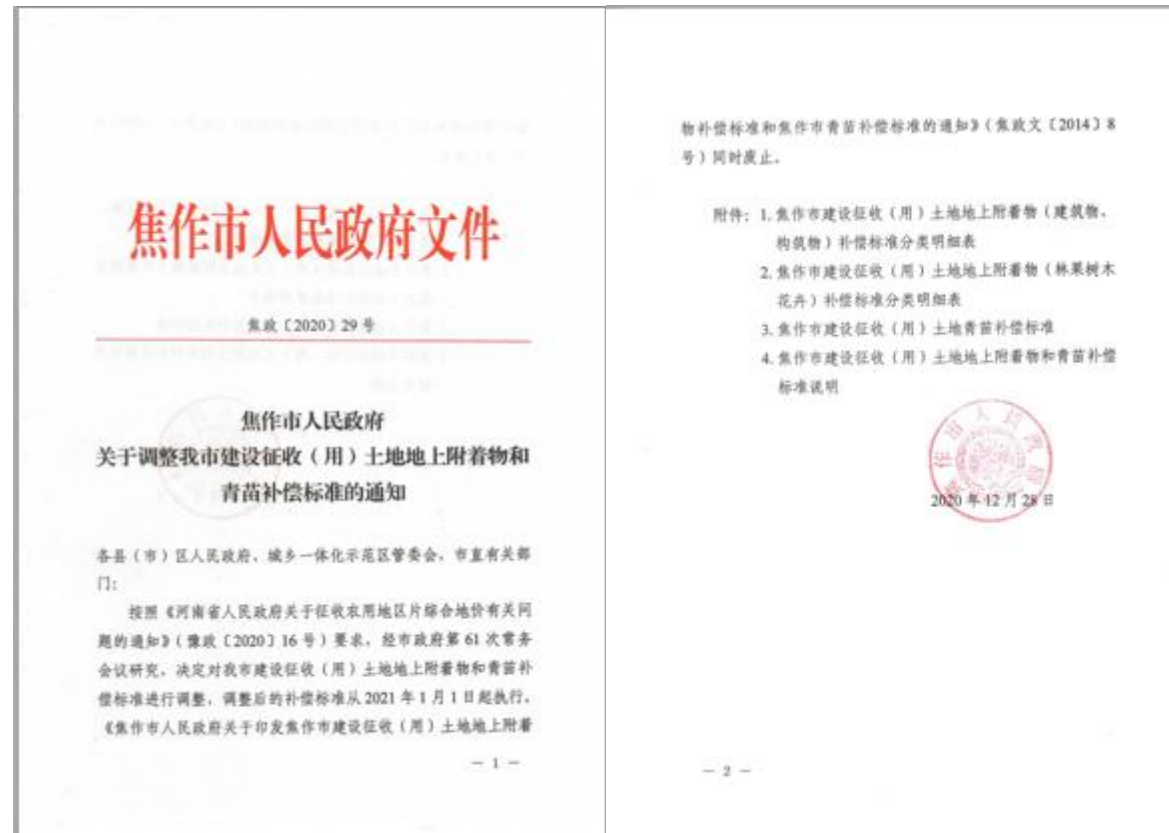 焦作市人民政府文件
焦政〔2020〕29号
焦作市人民政府
关于调整我市建设征收（用）土地地上附着物和
青苗补偿标准的通知
各县（市）区人民政府、城乡一体化示范区管委会，市直有关部
门：
按照《河南省人民政府关于征收农用地区片综合地价有关问
题的通知》（豫政〔2020〕16号）要求，经市政府第61次常务
会议研究，决定对我市建设征收（用）土地地上附着物和青苗补
偿标准进行调整，调整后的补偿标准从2021年1月1日起执行。
《焦作市人民政府关于印发焦作市建设征收（用）土地地上附着
— 1 —
物补偿标准和焦作市青苗补偿标准的通知》（焦政文〔2014〕8
号）同时废止。
附件：1.焦作市建设征收（用）土地地上附着物（建筑物、
构筑物）补偿标准分类明细表
2.焦作市建设征收（用）土地地上附着物（林果树木
花卉）补偿标准分类明细表
3.焦作市建设征收（用）土地青苗补偿标准
4.焦作市建设征收（用）土地地上附着物和青苗补偿
标准说明
焦作市人民政府
2020年12月28日
— 2 —